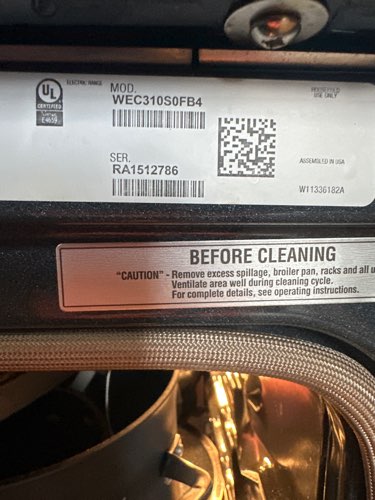 UL
CERTIFIED
E4659
ELECTRIC RANGE
MOD.
WEC310S0FB4
HOUSEHOLD
USE ONLY
SER.
RA1512786
ASSEMBLED IN USA
W11336182A
BEFORE CLEANING
"CAUTION" - Remove excess spillage, broiler pan, racks and all u
Ventilate area well during cleaning cycle.
For complete details, see operating instructions.